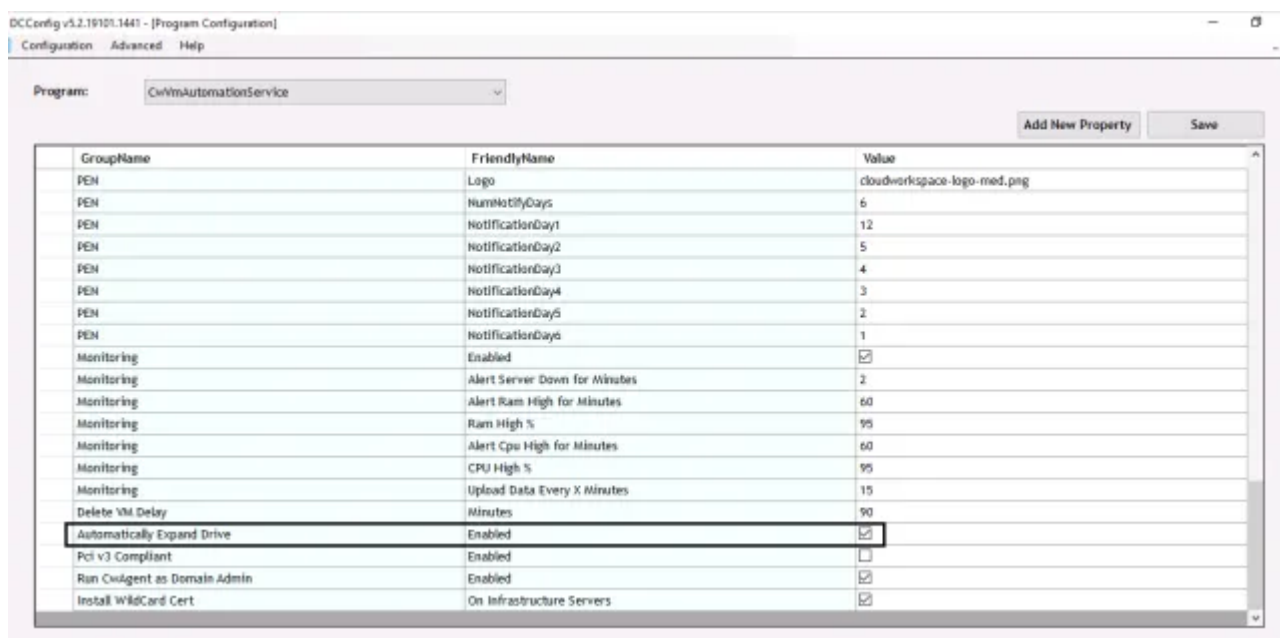 DCConfig v5.2.19101.1441 - [Program Configuration]
Configuration Advanced Help
Program: CwVmAutomationService
Add New Property Save
GroupName FriendlyName Value
PEN Logo cloudworkspace-logo-med.png
PEN NumNotifyDays 6
PEN NotificationDay1 12
PEN NotificationDay2 5
PEN NotificationDay3 4
PEN NotificationDay4 3
PEN NotificationDay5 2
PEN NotificationDay6 1
Monitoring Enabled
Monitoring Alert Server Down for Minutes 2
Monitoring Alert Ram High for Minutes 60
Monitoring Ram High % 95
Monitoring Alert Cpu High for Minutes 60
Monitoring CPU High % 95
Monitoring Upload Data Every X Minutes 15
Delete VM Delay Minutes 90
Automatically Expand Drive Enabled
Pci v3 Compliant Enabled
Run CwAgent as Domain Admin Enabled
Install WildCard Cert On Infrastructure Servers